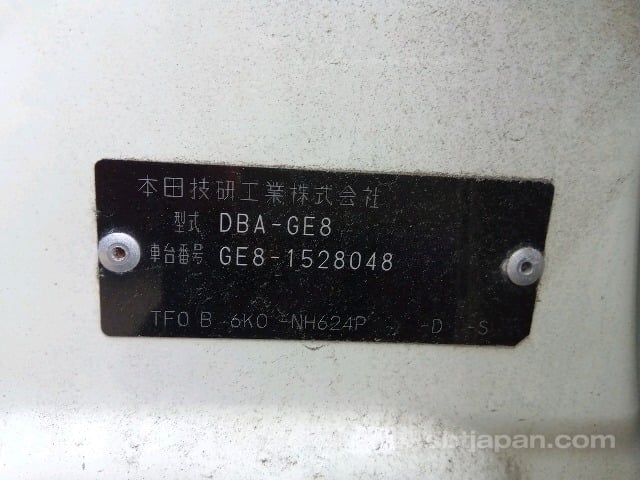 本田技研工業株式会社
型式 DBA-GE8
車台番号 GE8-1528048
TF0 B -6K0 -NH624P -D -S
sbtjapan.com